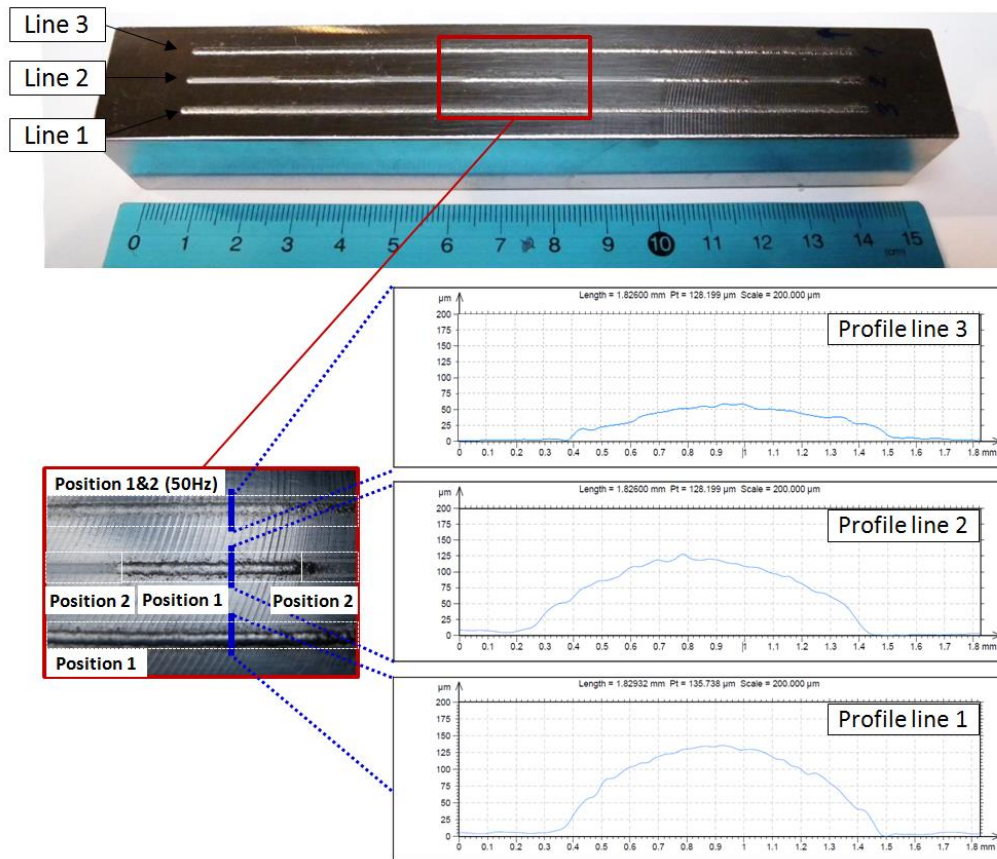 Line 3
Line 2
Line 1
1
2
3
0 1 2 3 4 5 6 7 8 9 10 11 12 13 14 15
(cm)
Length = 1.82600 mm Pt = 128.199 µm Scale = 200.000 µm
µm
Profile line 3
200
175
150
125
100
75
50
25
0
0 0.1 0.2 0.3 0.4 0.5 0.6 0.7 0.8 0.9 1 1.1 1.2 1.3 1.4 1.5 1.6 1.7 1.8 mm
Position 1&2 (50Hz)
Position 2 Position 1 Position 2
Position 1
Length = 1.82600 mm Pt = 128.199 µm Scale = 200.000 µm
µm
Profile line 2
200
175
150
125
100
75
50
25
0
0 0.1 0.2 0.3 0.4 0.5 0.6 0.7 0.8 0.9 1 1.1 1.2 1.3 1.4 1.5 1.6 1.7 1.8 mm
Length = 1.82932 mm Pt = 135.738 µm Scale = 200.000 µm
µm
Profile line 1
200
175
150
125
100
75
50
25
0
0 0.1 0.2 0.3 0.4 0.5 0.6 0.7 0.8 0.9 1 1.1 1.2 1.3 1.4 1.5 1.6 1.7 1.8 mm